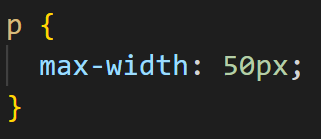 p {
  max-width: 50px;
}